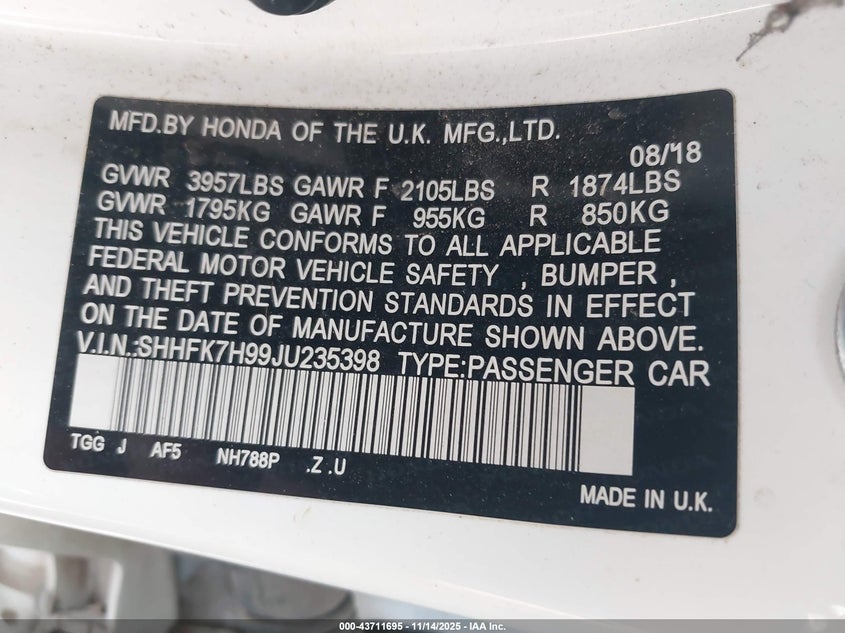 MFD.BY HONDA OF THE U.K. MFG.,LTD.
08/18
GVWR 3957LBS GAWR F 2105LBS R 1874LBS
GVWR 1795KG GAWR F 955KG R 850KG
THIS VEHICLE CONFORMS TO ALL APPLICABLE
FEDERAL MOTOR VEHICLE SAFETY , BUMPER ,
AND THEFT PREVENTION STANDARDS IN EFFECT
ON THE DATE OF MANUFACTURE SHOWN ABOVE.
V.I.N.:SHHFK7H99JU235398 TYPE:PASSENGER CAR
TGG J AF5 NH788P .Z .U
MADE IN U.K.
000-43711695 - 11/14/2025 - IAA Inc.